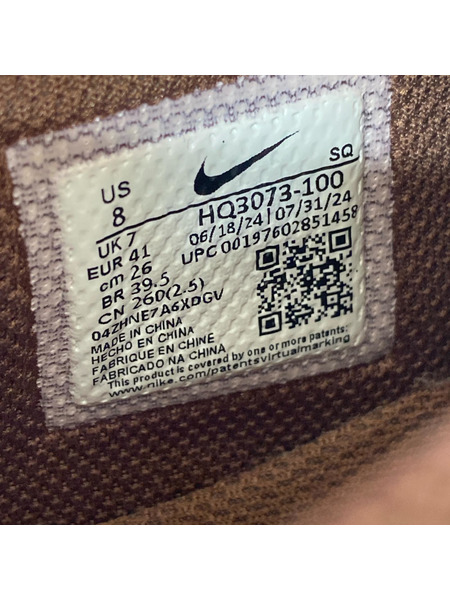 US
8
UK 7
EUR 41
cm 26
BR 39.5
CN 260(2.5)
04ZHNE7A6XDGV
MADE IN CHINA
HECHO EN CHINA
FABRIQUE EN CHINE
FABRICADO NA CHINA
This product is covered by one or more patents
www.nike.com/patentsvirtualmarking
SQ
HQ3073-100
06/18/24 | 07/31/24
UPC 00197602851458